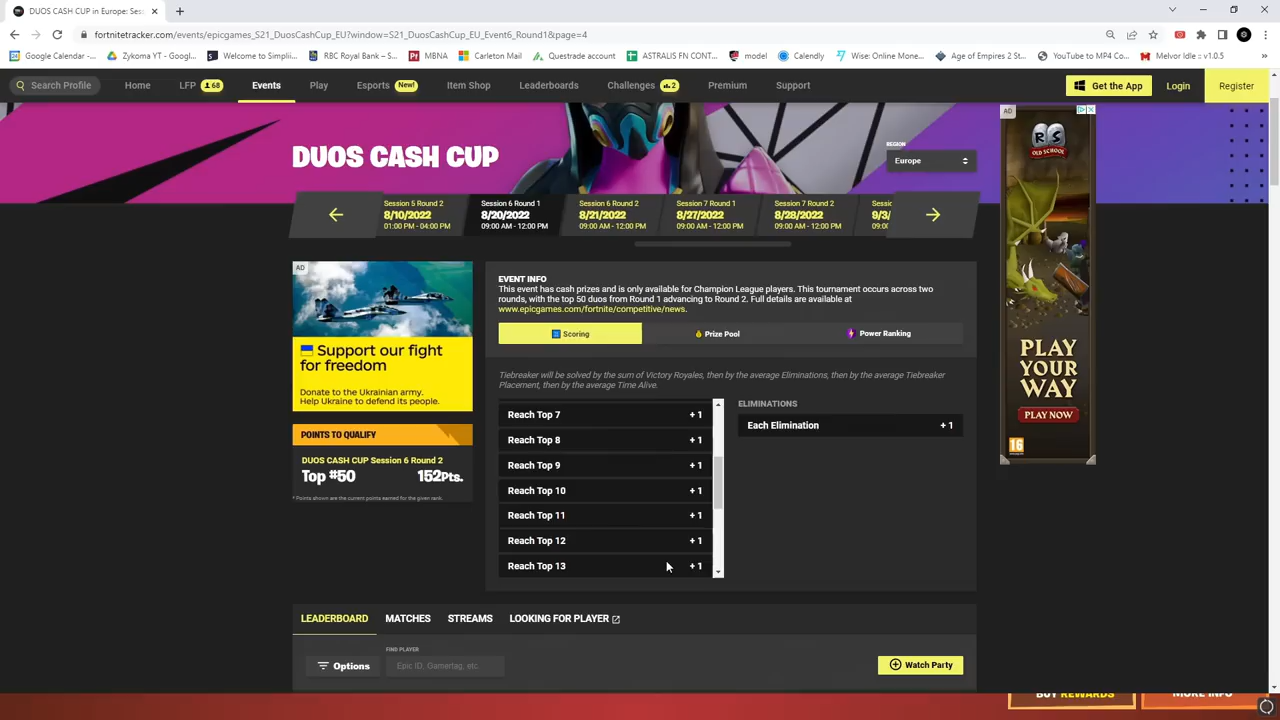 DUOS CASH CUP in Europe: Sess
fortnitetracker.com/events/epicgames_S21_DuosCashCup_EU?window=S21_DuosCashCup_EU_Event6_Round1&page=4
Google Calendar -...
Zykoma YT - Googl...
Welcome to Simplii...
RBC Royal Bank – S...
MBNA
Carleton Mail
Questrade account
ASTRALIS FN CONT...
model
Calendly
Wise: Online Mone...
Age of Empires 2 St...
YouTube to MP4 Co...
Melvor Idle :: v1.0.5
»
Search Profile
Home
LFP 68
Events
Play
Esports New!
Item Shop
Leaderboards
Challenges 2
Premium
Support
Get the App
Login
Register
DUOS CASH CUP
REGION
Europe
Session 5 Round 2
8/10/2022
01:00 PM - 04:00 PM
Session 6 Round 1
8/20/2022
09:00 AM - 12:00 PM
Session 6 Round 2
8/21/2022
09:00 AM - 12:00 PM
Session 7 Round 1
8/27/2022
09:00 AM - 12:00 PM
Session 7 Round 2
8/28/2022
09:00 AM - 12:00 PM
Sessio
9/3/
09:00
AD
Support our fight
for freedom
Donate to the Ukrainian army.
Help Ukraine to defend its people.
POINTS TO QUALIFY
DUOS CASH CUP Session 6 Round 2
Top #50 152Pts.
* Points shown are the current points earned for the given rank.
EVENT INFO
This event has cash prizes and is only available for Champion League players. This tournament occurs across two
rounds, with the top 50 duos from Round 1 advancing to Round 2. Full details are available at
www.epicgames.com/fortnite/competitive/news.
Scoring
Prize Pool
Power Ranking
Tiebreaker will be solved by the sum of Victory Royales, then by the average Eliminations, then by the average Tiebreaker
Placement, then by the average Time Alive.
Reach Top 7 + 1
Reach Top 8 + 1
Reach Top 9 + 1
Reach Top 10 + 1
Reach Top 11 + 1
Reach Top 12 + 1
Reach Top 13 + 1
ELIMINATIONS
Each Elimination + 1
AD
RS
OLD SCHOOL
PLAY
YOUR
WAY
PLAY NOW
16
LEADERBOARD
MATCHES
STREAMS
LOOKING FOR PLAYER
Options
FIND PLAYER
Epic ID, Gamertag, etc.
Watch Party
BUY REWARDS
MORE INFO